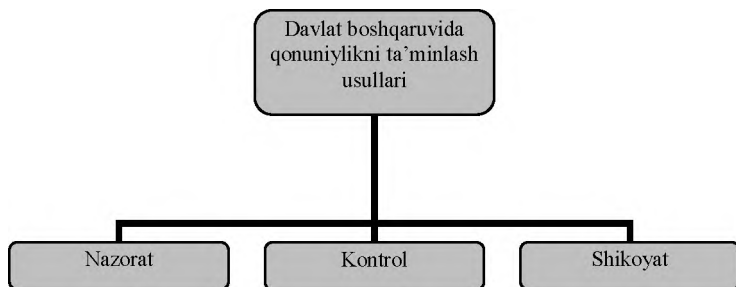 Davlat boshqaruvida
qonuniylikni ta’minlash
usullari
Nazorat
Kontrol
Shikoyat